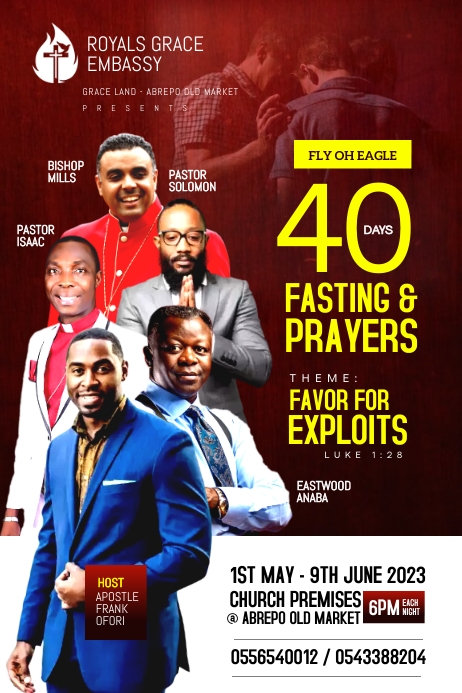 ROYALS GRACE
EMBASSY
GRACE LAND - ABREPO OLD MARKET
PRESENTS
FLY OH EAGLE
BISHOP
MILLS
PASTOR
SOLOMON
PASTOR
ISAAC
40
DAYS
FASTING &
PRAYERS
THEME:
FAVOR FOR
EXPLOITS
LUKE 1:28
EASTWOOD
ANABA
HOST
APOSTLE
FRANK
OFORI
1ST MAY - 9TH JUNE 2023
CHURCH PREMISES
@ ABREPO OLD MARKET
6PM EACH
NIGHT
0556540012 / 0543388204